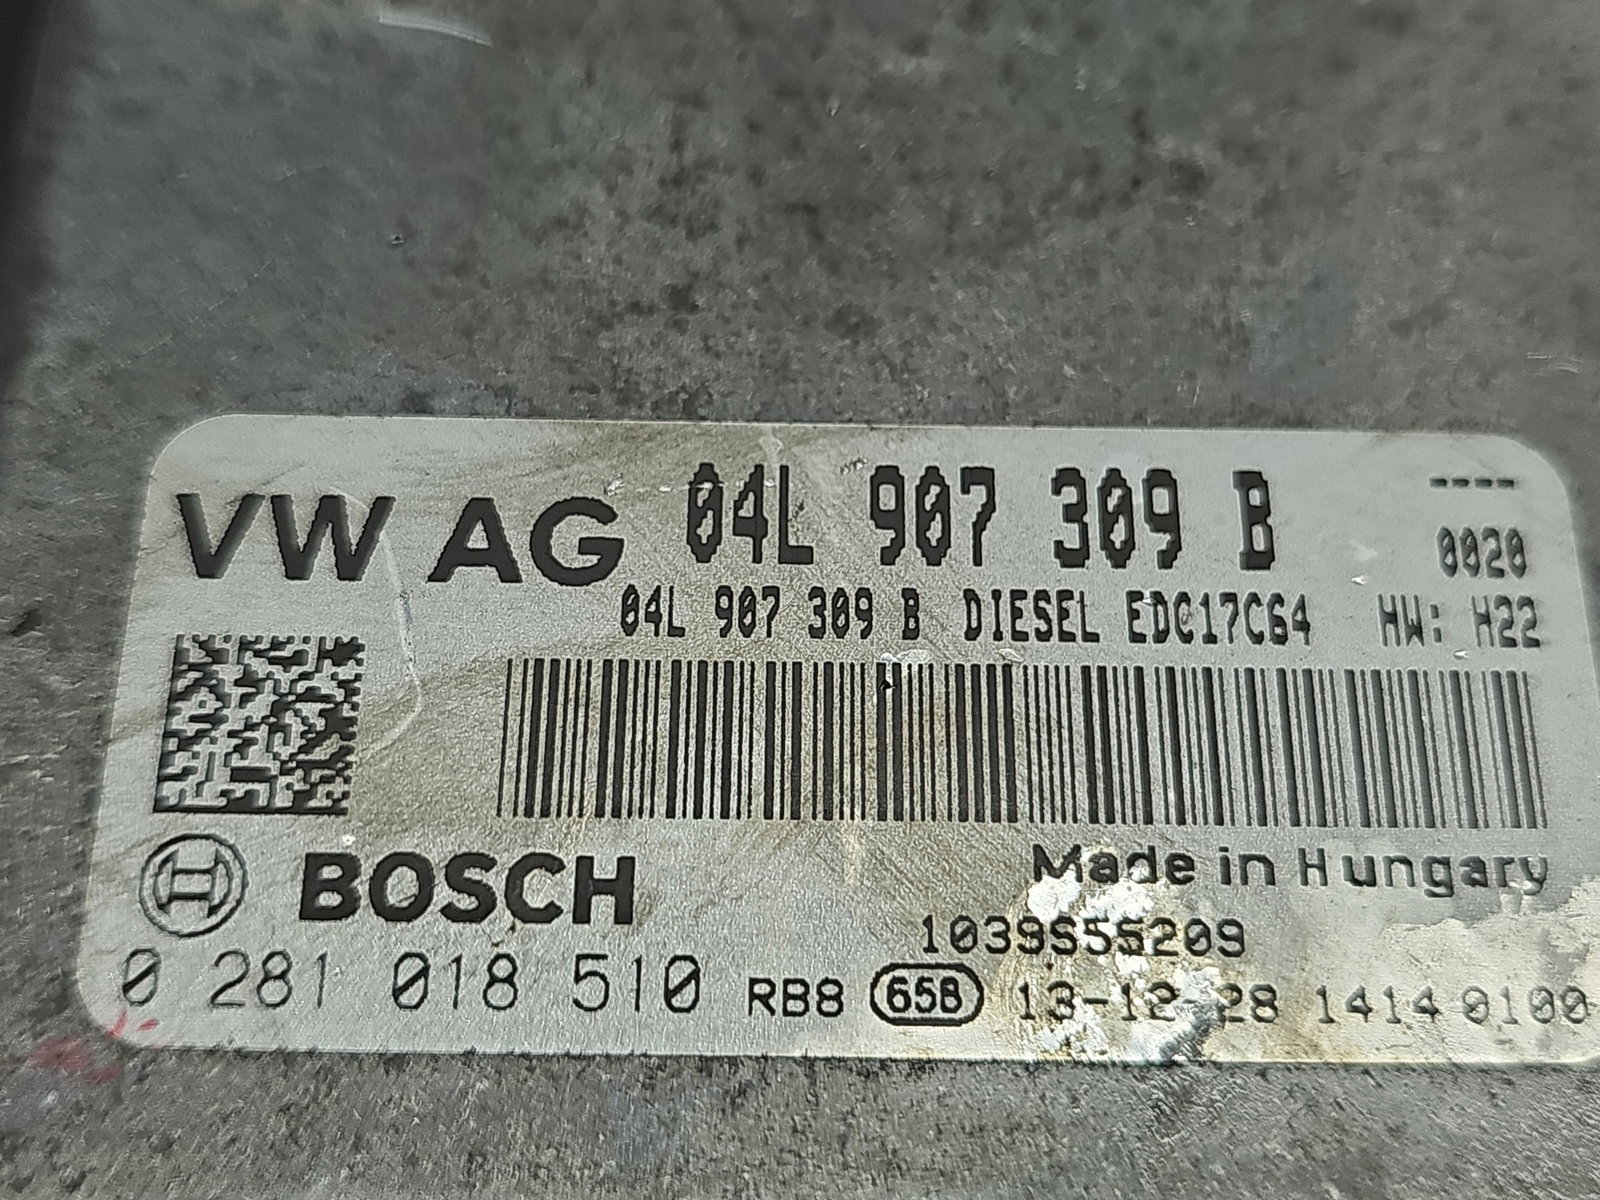 VW AG 04L 907 309 B ----
0020
04L 907 309 B DIESEL EDC17C64 HW: H22
BOSCH Made in Hungary
1039S55209
0 281 018 510 RB8 65B 13-12-28 1414 0100